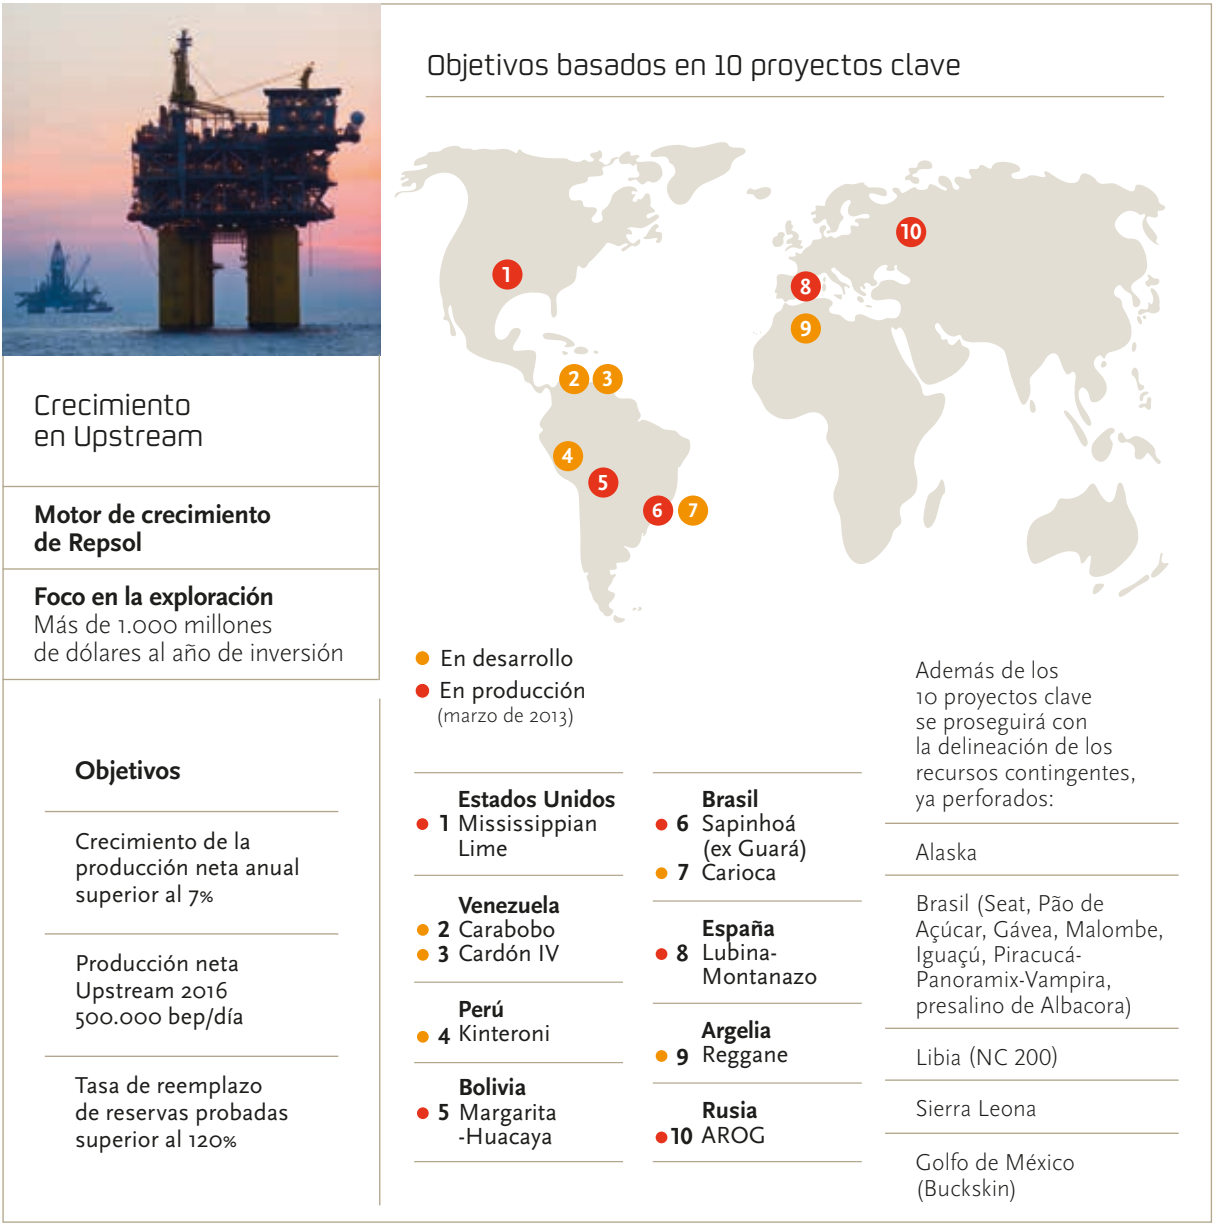 Objetivos basados en 10 proyectos clave
1
2
3
4
5
6
7
8
9
10
Crecimiento
en Upstream
Motor de crecimiento
de Repsol
Foco en la exploración
Más de 1.000 millones
de dólares al año de inversión
Objetivos
Crecimiento de la
producción neta anual
superior al 7%
Producción neta
Upstream 2016
500.000 bep/día
Tasa de reemplazo
de reservas probadas
superior al 120%
En desarrollo
En producción
(marzo de 2013)
Estados Unidos
1 Mississippian
Lime
Venezuela
2 Carabobo
3 Cardón IV
Perú
4 Kinteroni
Bolivia
5 Margarita
-Huacaya
Brasil
6 Sapinhoá
(ex Guará)
7 Carioca
España
8 Lubina-
Montanazo
Argelia
9 Reggane
Rusia
10 AROG
Además de los
10 proyectos clave
se proseguirá con
la delineación de los
recursos contingentes,
ya perforados:
Alaska
Brasil (Seat, Pão de
Açúcar, Gávea, Malombe,
Iguaçú, Piracucá-
Panoramix-Vampira,
presalino de Albacora)
Libia (NC 200)
Sierra Leona
Golfo de México
(Buckskin)